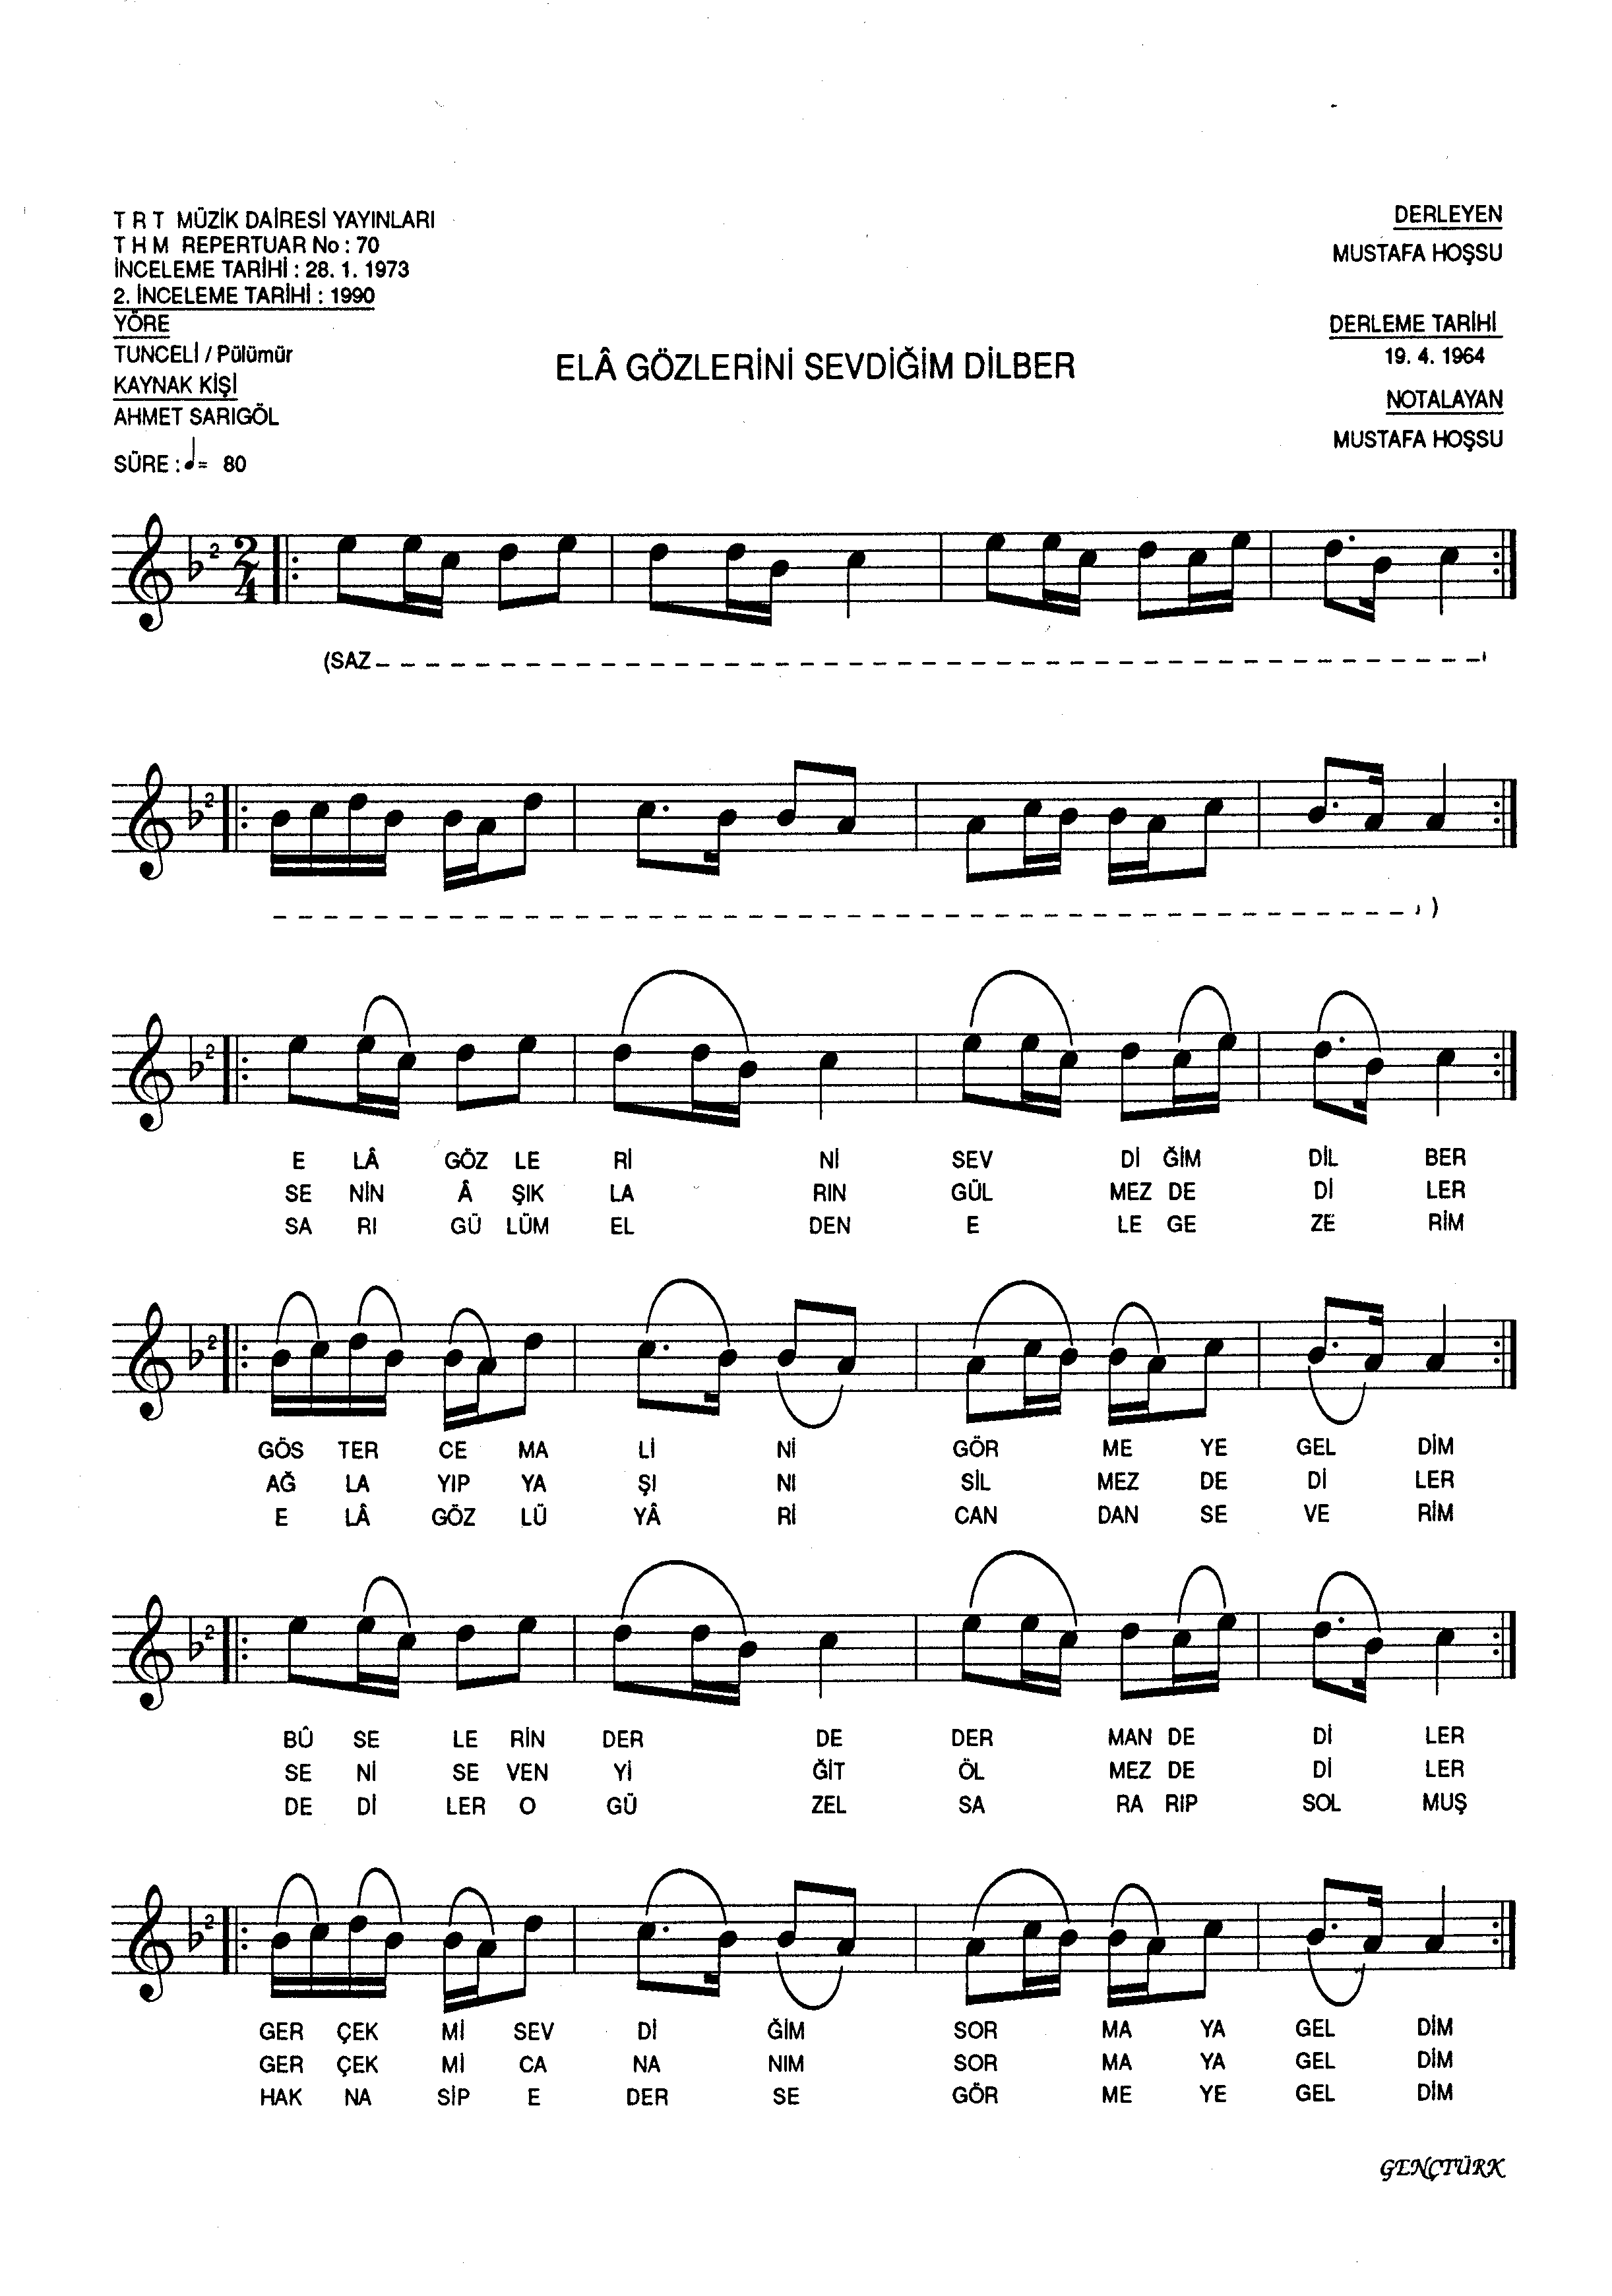 T R T MÜZİK DAİRESİ YAYINLARI
T H M REPERTUAR No : 70
İNCELEME TARİHİ : 28. 1. 1973
2. İNCELEME TARİHİ : 1990
YÖRE
TUNCELİ / Pülümür
KAYNAK KİŞİ
AHMET SARIGÖL
SÜRE : ♩= 80
ELÂ GÖZLERİNİ SEVDİĞİM DİLBER
DERLEYEN
MUSTAFA HOŞSU
DERLEME TARİHİ
19. 4. 1964
NOTALAYAN
MUSTAFA HOŞSU
(SAZ
)
E LÂ GÖZ LE Rİ Nİ SEV Dİ ĞİM DİL BER
SE NİN Â ŞIK LA RIN GÜL MEZ DE Dİ LER
SA RI GÜ LÜM EL DEN E LE GE ZE RİM
GÖS TER CE MA Lİ Nİ GÖR ME YE GEL DİM
AĞ LA YIP YA ŞI NI SİL MEZ DE Dİ LER
E LÂ GÖZ LÜ YÂ Rİ CAN DAN SE VE RİM
BÛ SE LE RİN DER DE DER MAN DE Dİ LER
SE Nİ SE VEN Yİ ĞİT ÖL MEZ DE Dİ LER
DE Dİ LER O GÜ ZEL SA RA RIP SOL MUŞ
GER ÇEK Mİ SEV Dİ ĞİM SOR MA YA GEL DİM
GER ÇEK Mİ CA NA NIM SOR MA YA GEL DİM
HAK NA SİP E DER SE GÖR ME YE GEL DİM
GENÇTÜRK